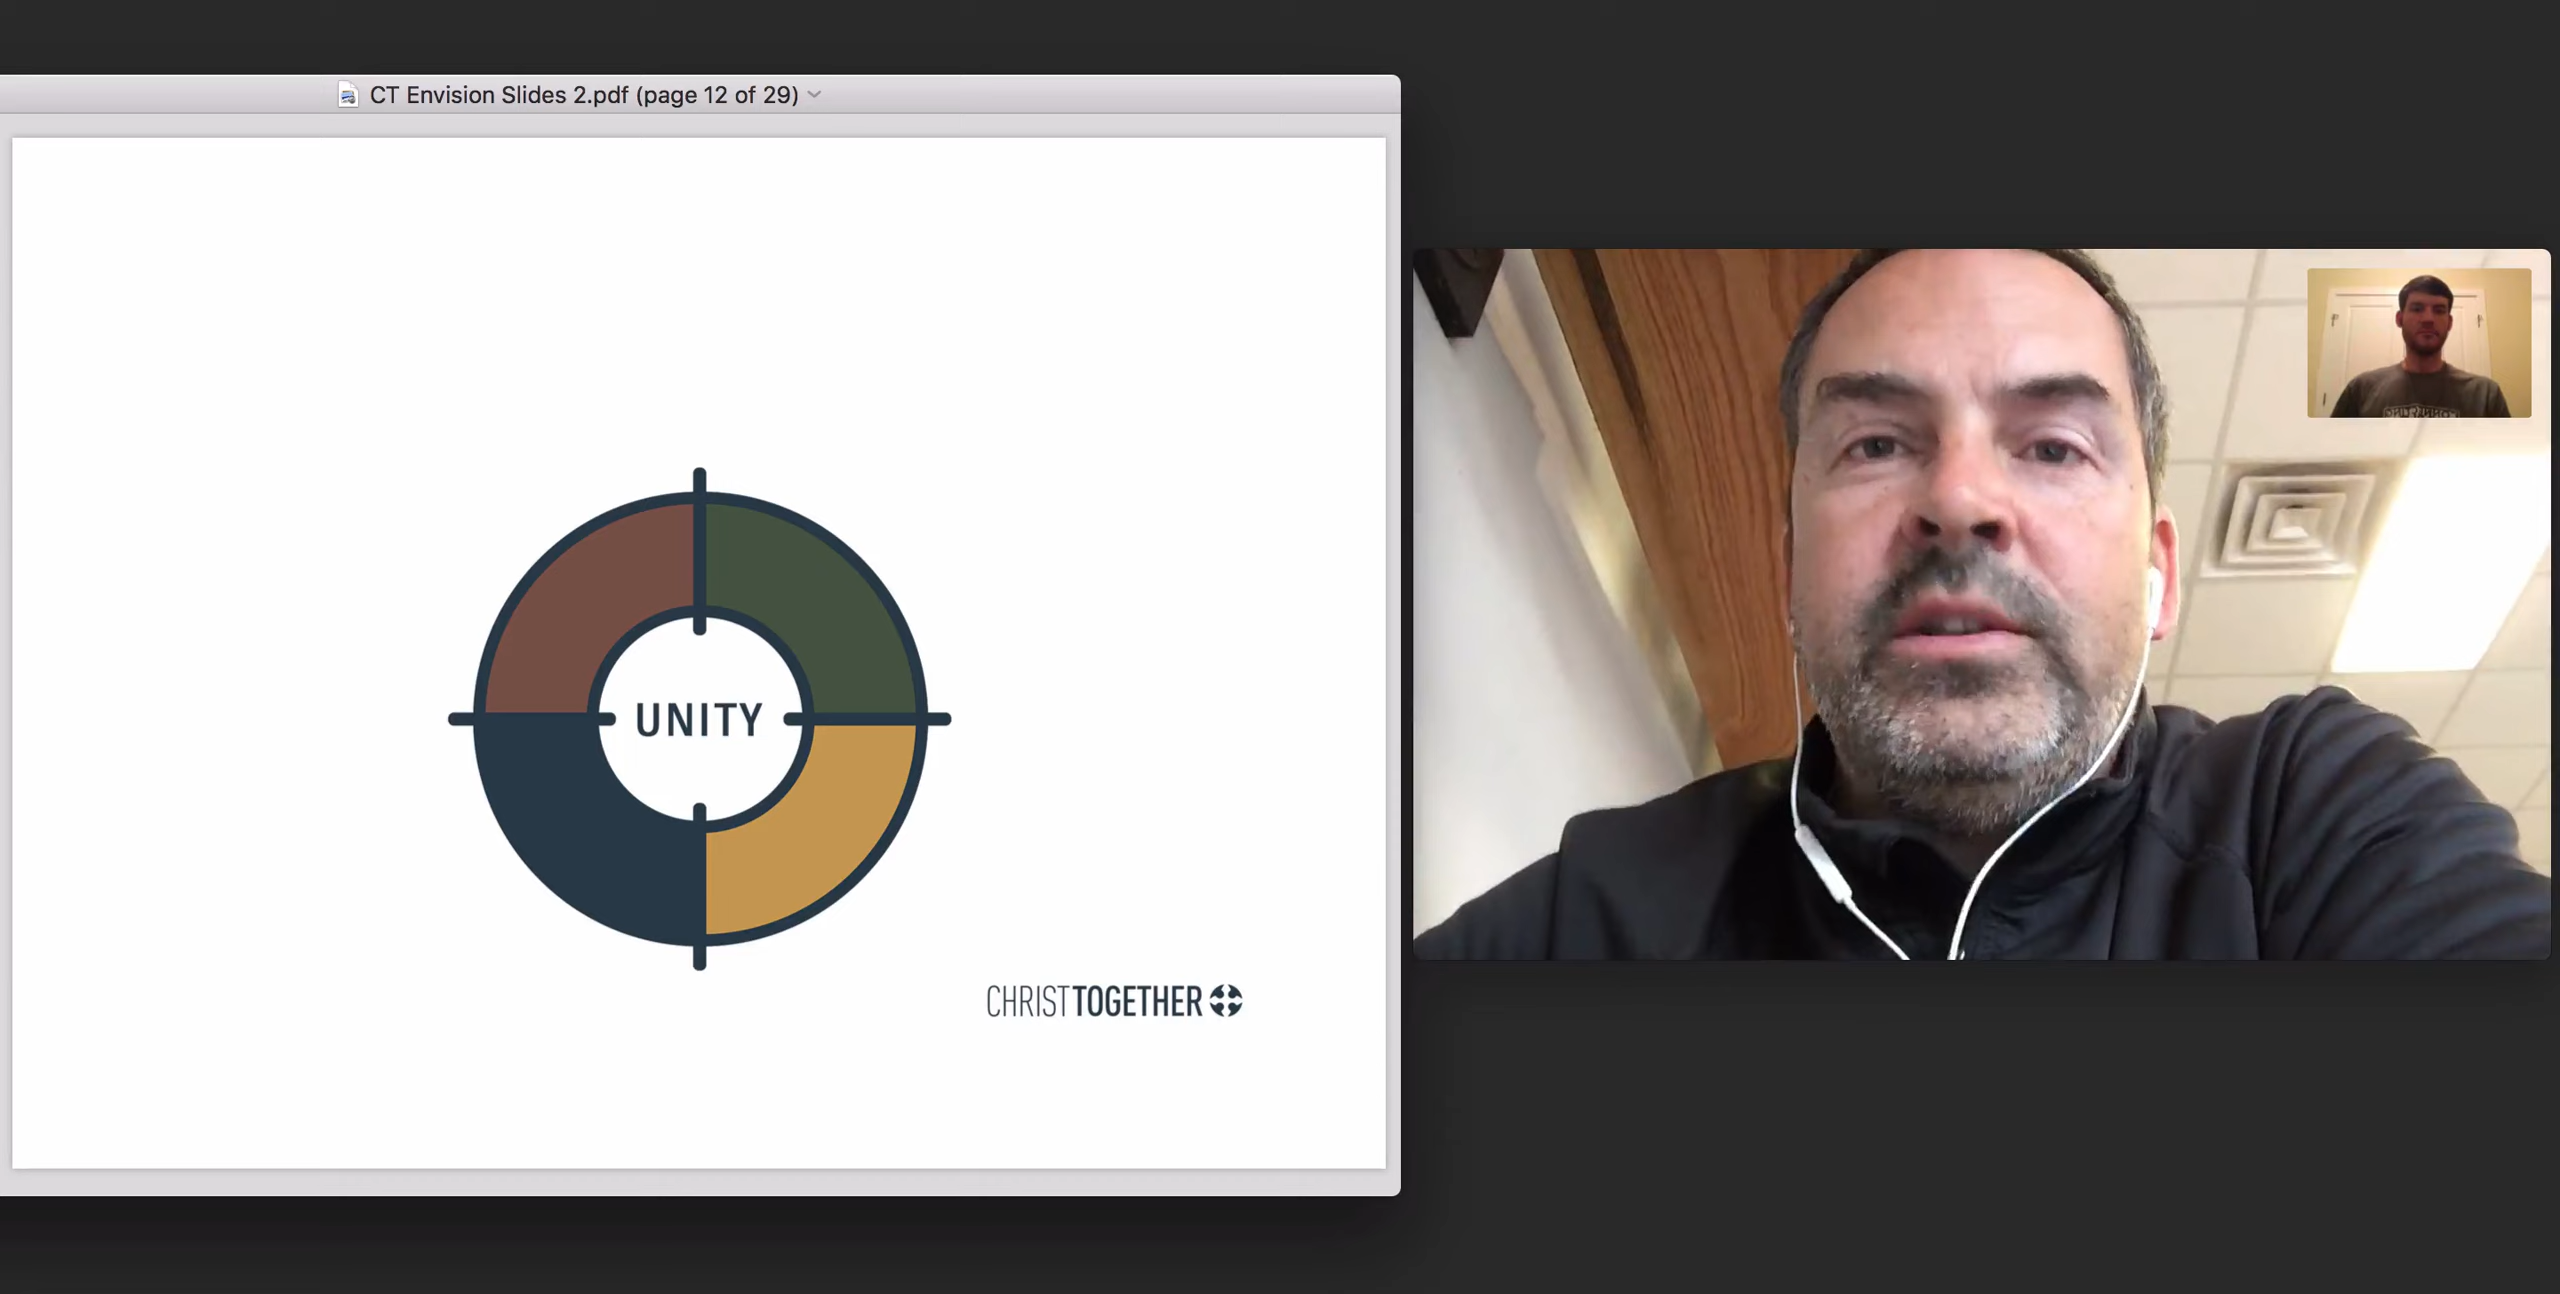 CT Envision Slides 2.pdf (page 12 of 29)
UNITY
CHRISTTOGETHER